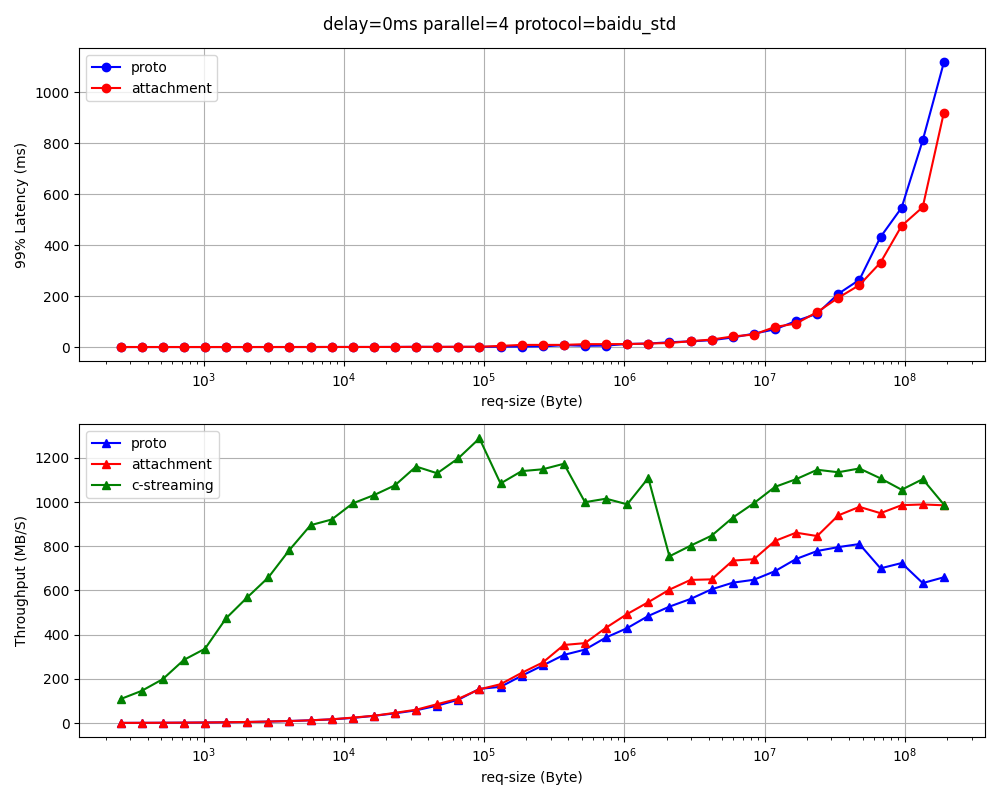 delay=0ms parallel=4 protocol=baidu_std
proto
attachment
99% Latency (ms)
1000
800
600
400
200
0
10³ 10⁴ 10⁵ 10⁶ 10⁷ 10⁸
req-size (Byte)
proto
attachment
c-streaming
Throughput (MB/S)
1200
1000
800
600
400
200
0
10³ 10⁴ 10⁵ 10⁶ 10⁷ 10⁸
req-size (Byte)